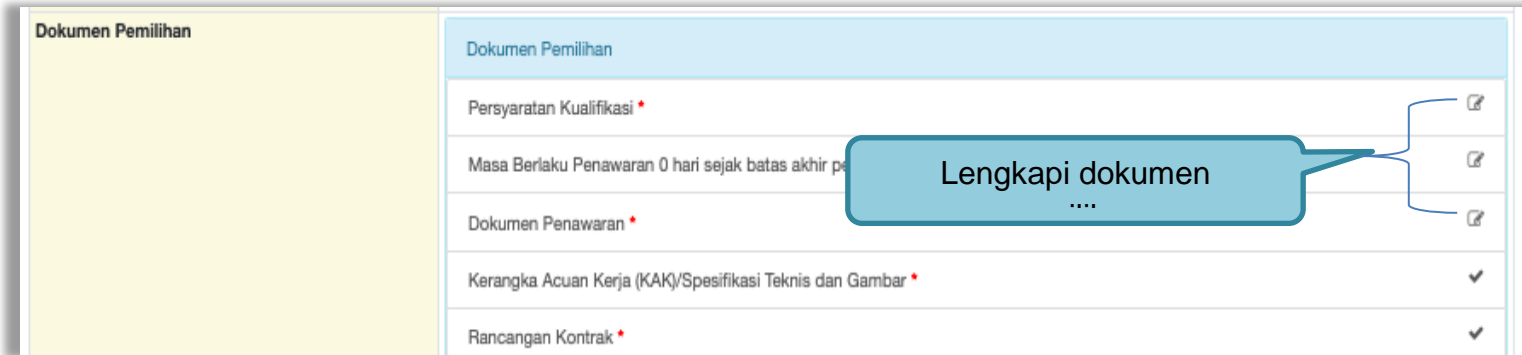 Dokumen Pemilihan
Dokumen Pemilihan
Persyaratan Kualifikasi *
Masa Berlaku Penawaran 0 hari sejak batas akhir
Lengkapi dokumen
....
Dokumen Penawaran *
Kerangka Acuan Kerja (KAK)/Spesifikasi Teknis dan Gambar *
Rancangan Kontrak *